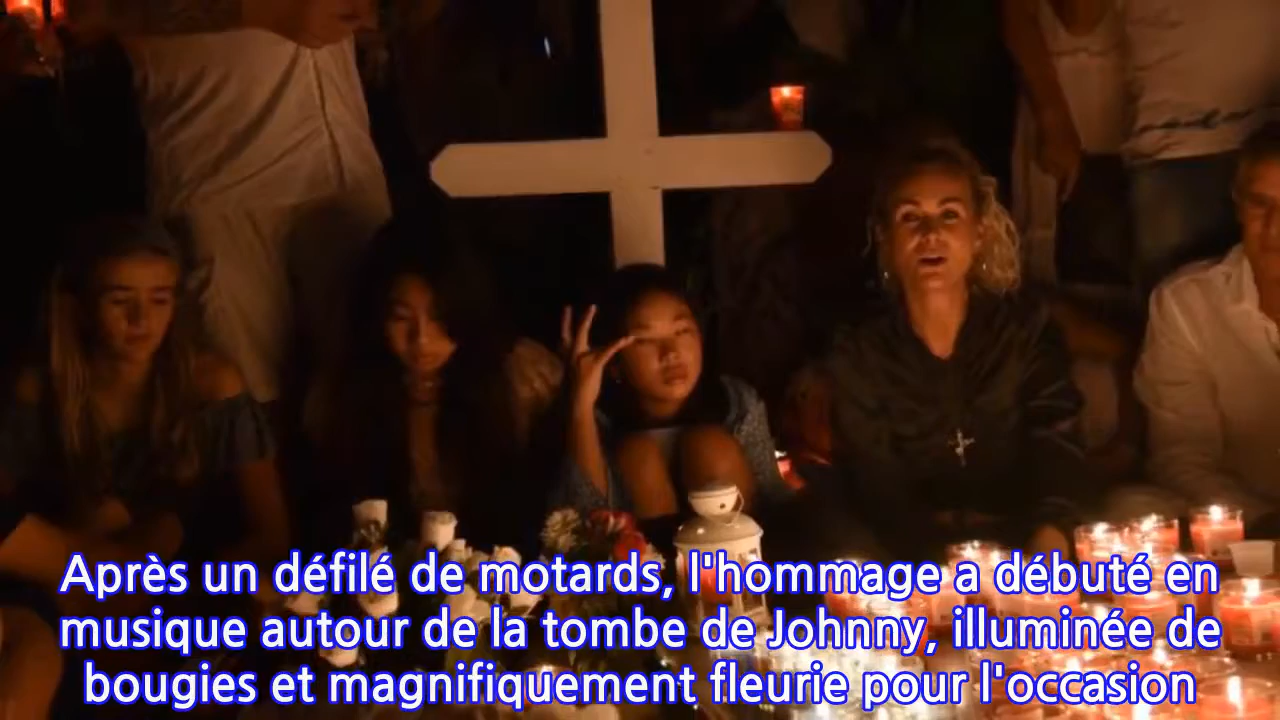 Après un défilé de motards, l'hommage a débuté en
musique autour de la tombe de Johnny, illuminée de
bougies et magnifiquement fleurie pour l'occasion